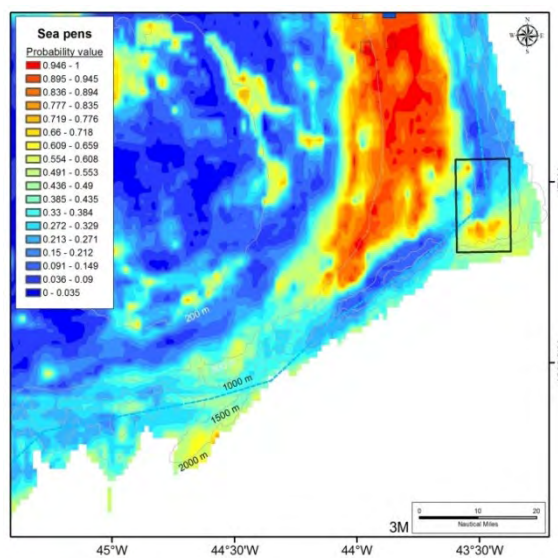 Sea pens
Probability value
0.946 - 1
0.895 - 0.945
0.836 - 0.894
0.777 - 0.835
0.719 - 0.776
0.66 - 0.718
0.609 - 0.659
0.554 - 0.608
0.491 - 0.553
0.436 - 0.49
0.385 - 0.435
0.33 - 0.384
0.272 - 0.329
0.213 - 0.271
0.15 - 0.212
0.091 - 0.149
0.036 - 0.09
0 - 0.035
N
W E
S
200 m
1000 m
1500 m
2000 m
3M
0 10 20
Nautical Miles
45°W 44°30'W 44°W 43°30'W